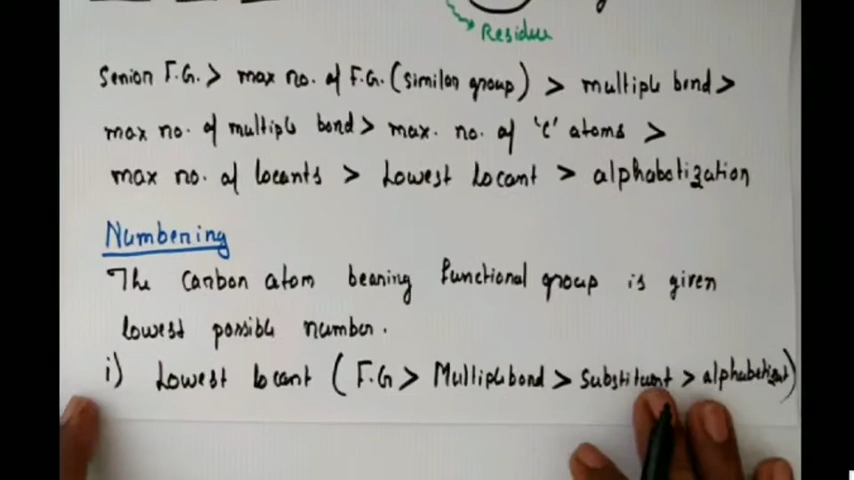 Residue
Senior F.G. > max no. of F.G. (similar group) > multiple bond >
max no. of multiple bond > max. no. of 'C' atoms >
max no. of locants > Lowest Locant > alphabetization
Numbering
The Carbon atom bearing functional group is given
lowest possible number.
i) Lowest locant (F.G > Multiple bond > Substituent > alphabetizat)